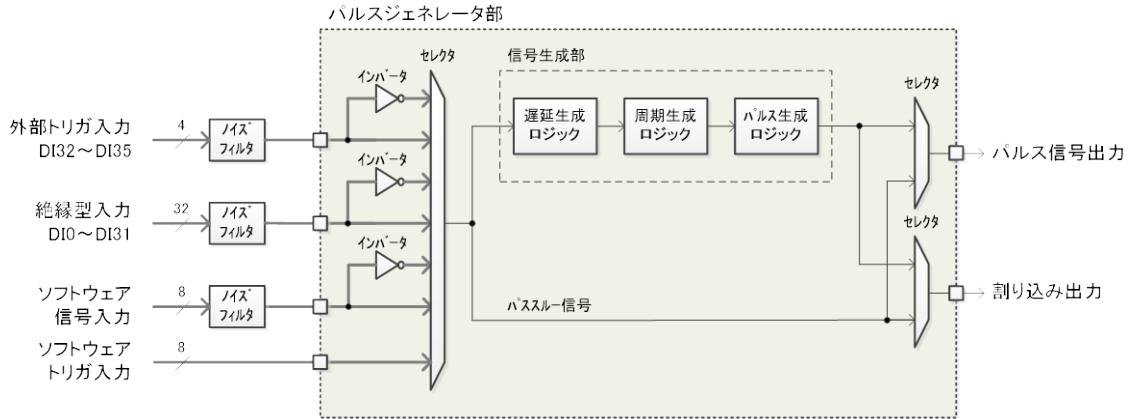 パルスジェネレータ部
セレクタ
インバータ
信号生成部
セレクタ
外部トリガ入力
DI32～DI35
4
ノイズ
フィルタ
遅延生成
ロジック
周期生成
ロジック
パルス生成
ロジック
パルス信号出力
インバータ
絶縁型入力
DI0～DI31
32
ノイズ
フィルタ
セレクタ
インバータ
ソフトウェア
信号入力
8
ノイズ
フィルタ
パススルー信号
割り込み出力
ソフトウェア
トリガ入力
8